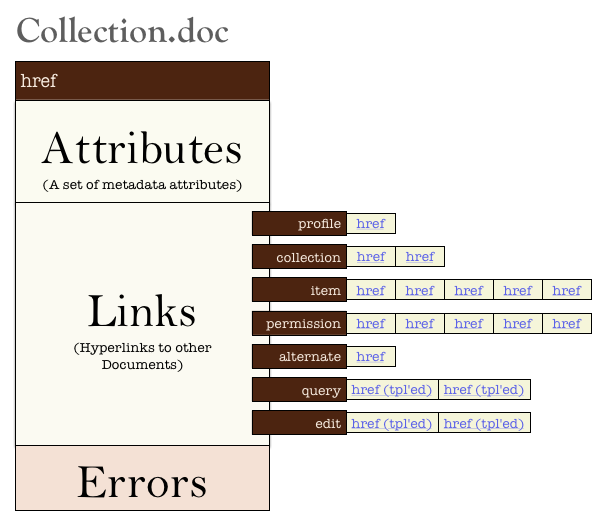 Collection.doc
href
Attributes
(A set of metadata attributes)
profile href
collection href href
item href href href href href
Links
permission href href href href href
(Hyperlinks to other
Documents)
alternate href
query href (tpl'ed) href (tpl'ed)
edit href (tpl'ed) href (tpl'ed)
Errors